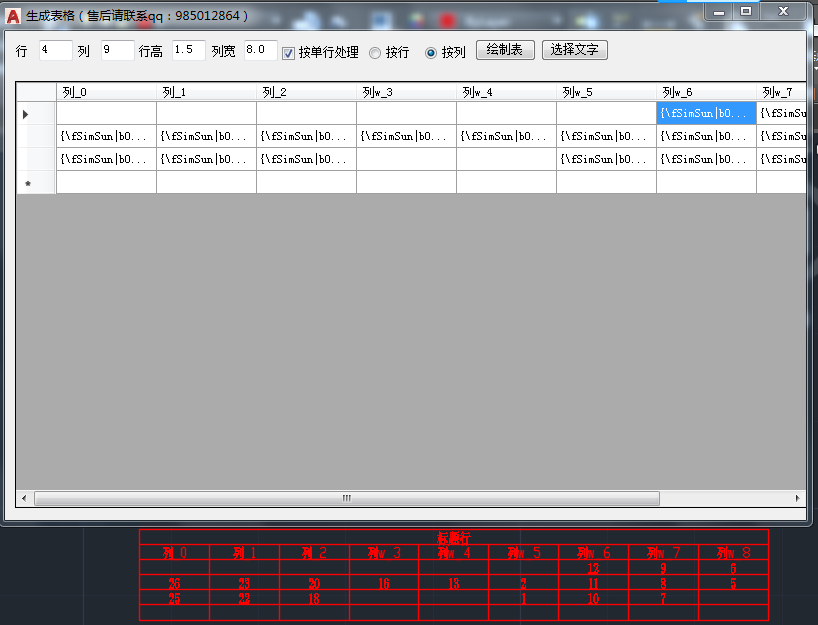 生成表格(售后请联系qq:985012864)
行 4 列 9 行高 1.5 列宽 8.0 按单行处理 按行 按列 绘制表 选择文字
列_0 列_1 列_2 列w_3 列w_4 列w_5 列w_6 列w_7
{\fSimSun|b0... {\fSimSu
{\fSimSun|b0... {\fSimSun|b0... {\fSimSun|b0... {\fSimSun|b0... {\fSimSun|b0... {\fSimSun|b0... {\fSimSun|b0... {\fSimSu
{\fSimSun|b0... {\fSimSun|b0... {\fSimSun|b0... {\fSimSun|b0... {\fSimSun|b0... {\fSimSu
标题行
列_0 列_1 列_2 列w_3 列w_4 列w_5 列w_6 列w_7 列w_8
12 9 6
26 23 20 16 13 2 11 8 5
25 22 18 1 10 7